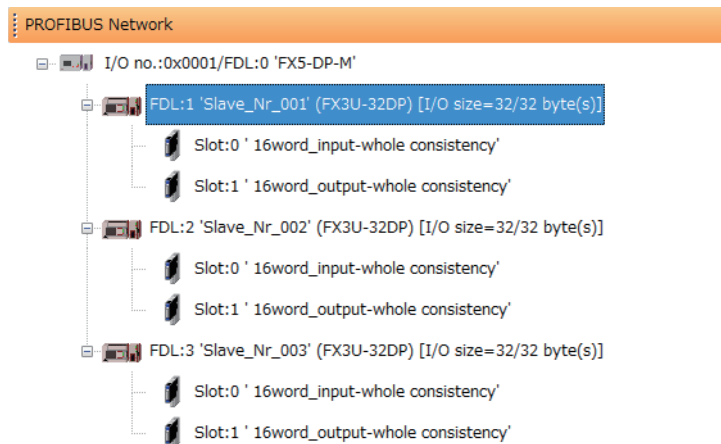 PROFIBUS Network
I/O no.:0x0001/FDL:0 'FX5-DP-M'
FDL:1 'Slave_Nr_001' (FX3U-32DP) [I/O size=32/32 byte(s)]
Slot:0 ' 16word_input-whole consistency'
Slot:1 ' 16word_output-whole consistency'
FDL:2 'Slave_Nr_002' (FX3U-32DP) [I/O size=32/32 byte(s)]
Slot:0 ' 16word_input-whole consistency'
Slot:1 ' 16word_output-whole consistency'
FDL:3 'Slave_Nr_003' (FX3U-32DP) [I/O size=32/32 byte(s)]
Slot:0 ' 16word_input-whole consistency'
Slot:1 ' 16word_output-whole consistency'